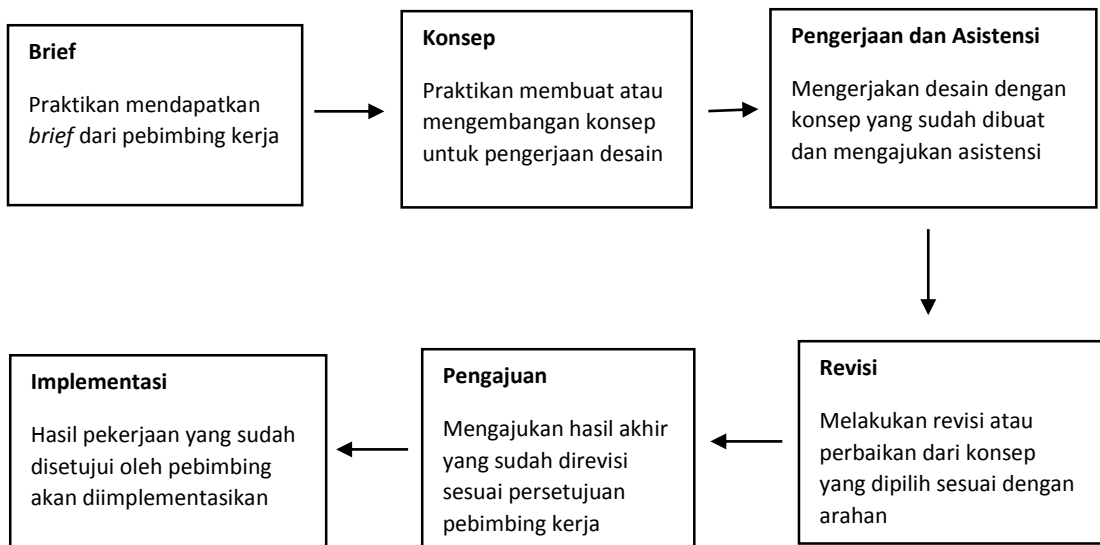 Brief
Praktikan mendapatkan
brief dari pebimbing kerja
Konsep
Praktikan membuat atau
mengembangan konsep
untuk pengerjaan desain
Pengerjaan dan Asistensi
Mengerjakan desain dengan
konsep yang sudah dibuat
dan mengajukan asistensi
Revisi
Melakukan revisi atau
perbaikan dari konsep
yang dipilih sesuai dengan
arahan
Pengajuan
Mengajukan hasil akhir
yang sudah direvisi
sesuai persetujuan
pebimbing kerja
Implementasi
Hasil pekerjaan yang sudah
disetujui oleh pebimbing
akan diimplementasikan